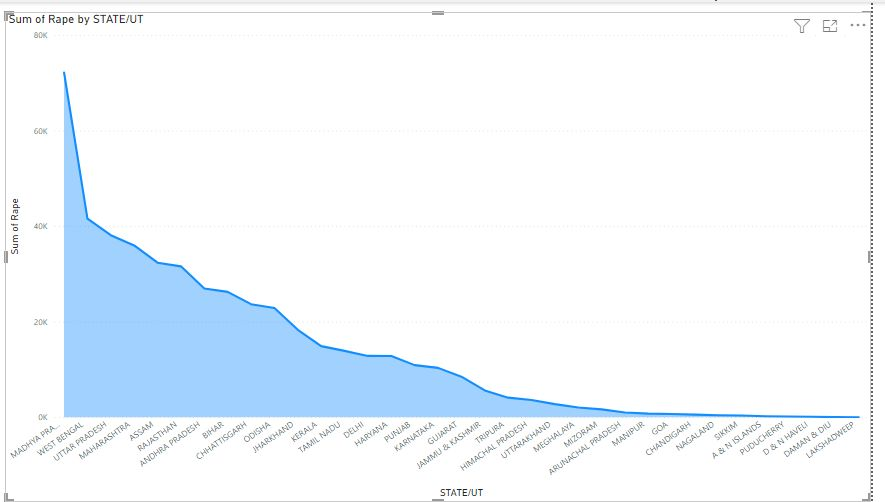 Sum of Rape by STATE/UT
80K
60K
40K
20K
0K
Sum of Rape
MADHYA PRA...
WEST BENGAL
UTTAR PRADESH
MAHARASHTRA
ASSAM
RAJASTHAN
ANDHRA PRADESH
BIHAR
CHHATTISGARH
ODISHA
JHARKHAND
KERALA
TAMIL NADU
DELHI
HARYANA
PUNJAB
KARNATAKA
GUJARAT
JAMMU & KASHMIR
TRIPURA
HIMACHAL PRADESH
UTTARAKHAND
MEGHALAYA
MIZORAM
ARUNACHAL PRADESH
MANIPUR
GOA
CHANDIGARH
NAGALAND
SIKKIM
A & N ISLANDS
PUDUCHERRY
D & N HAVELI
DAMAN & DIU
LAKSHADWEEP
STATE/UT